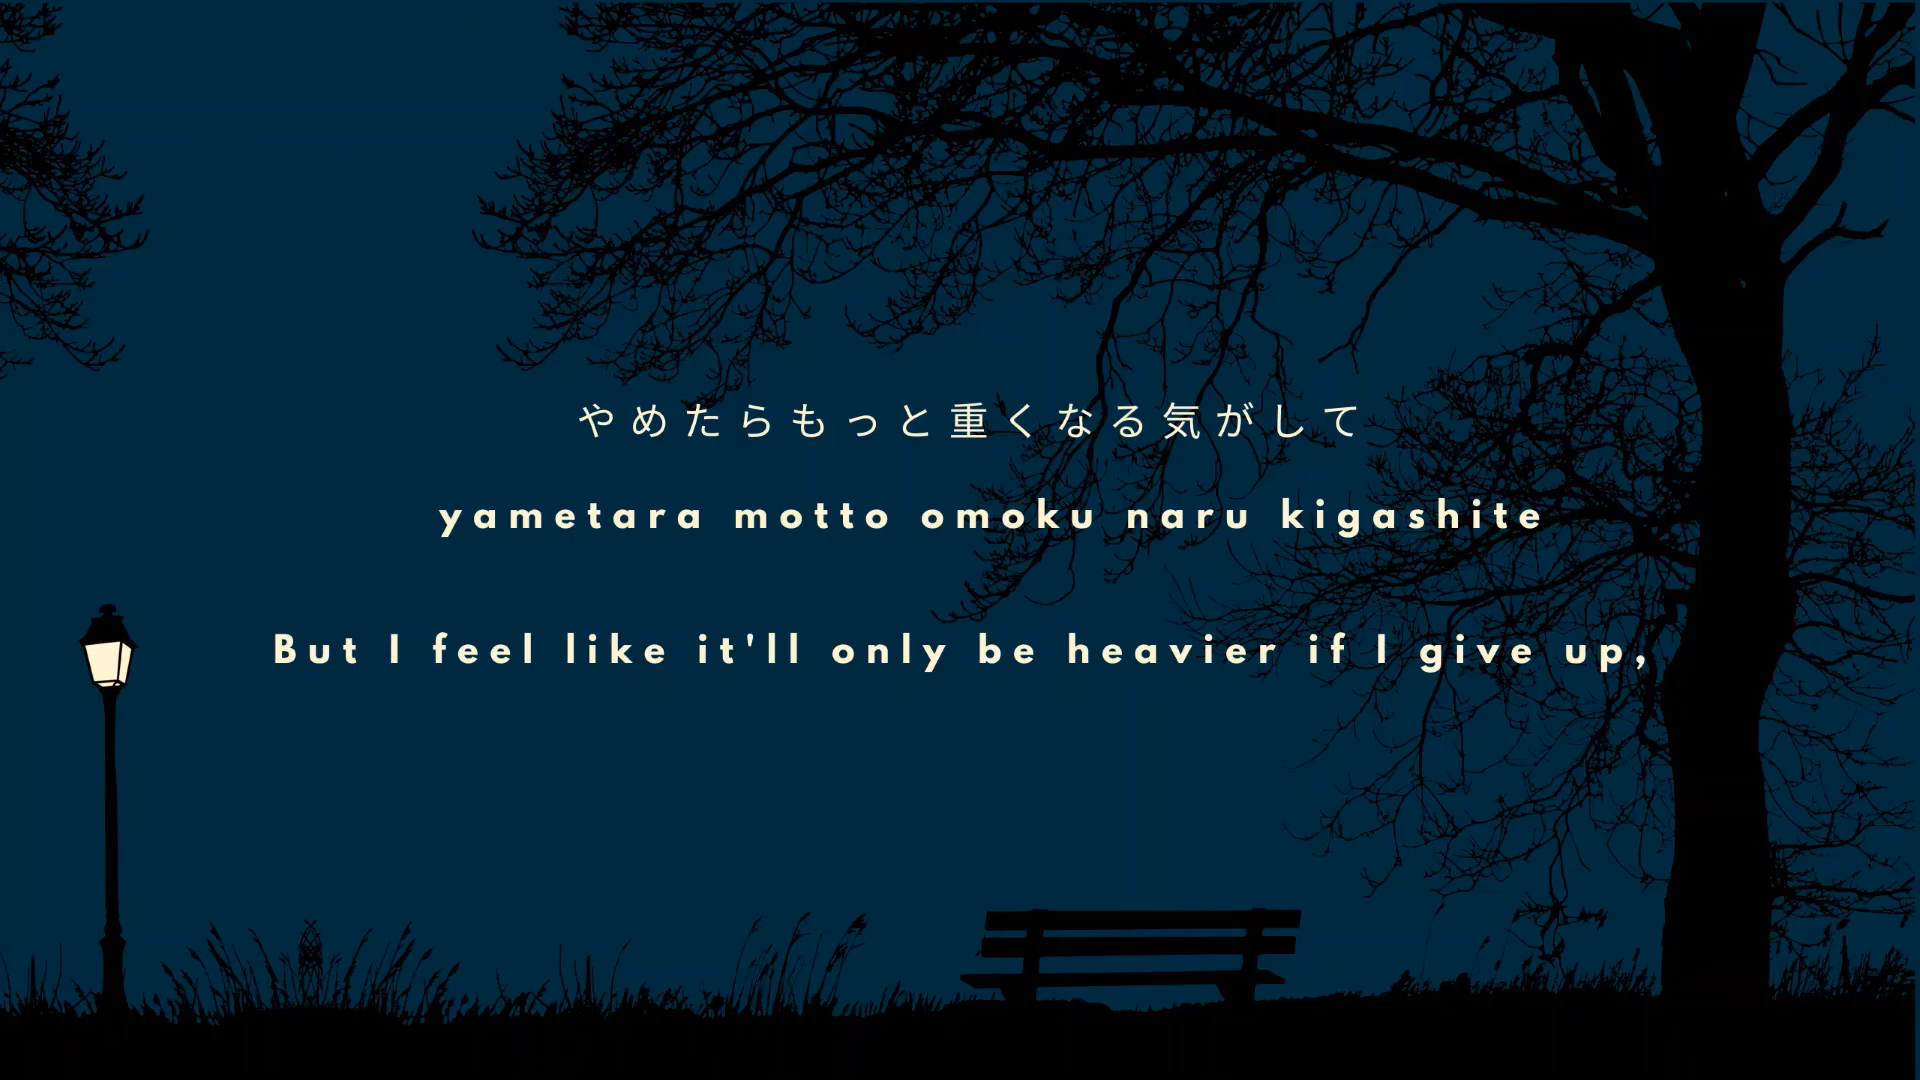 やめたらもっと重くなる気がして
yametara motto omoku naru kigashite
But I feel like it'll only be heavier if I give up,